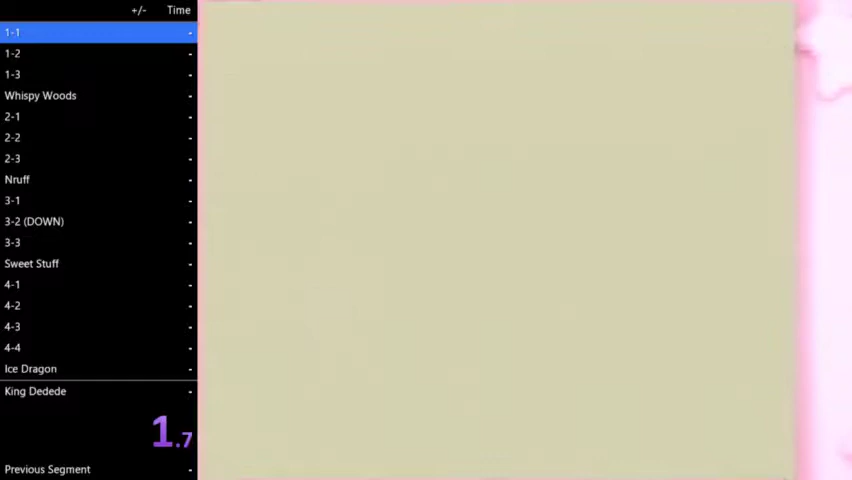 +/- Time
1-1 -
1-2 -
1-3 -
Whispy Woods -
2-1 -
2-2 -
2-3 -
Nruff -
3-1 -
3-2 (DOWN) -
3-3 -
Sweet Stuff -
4-1 -
4-2 -
4-3 -
4-4 -
Ice Dragon -
King Dedede -
1.7
Previous Segment -